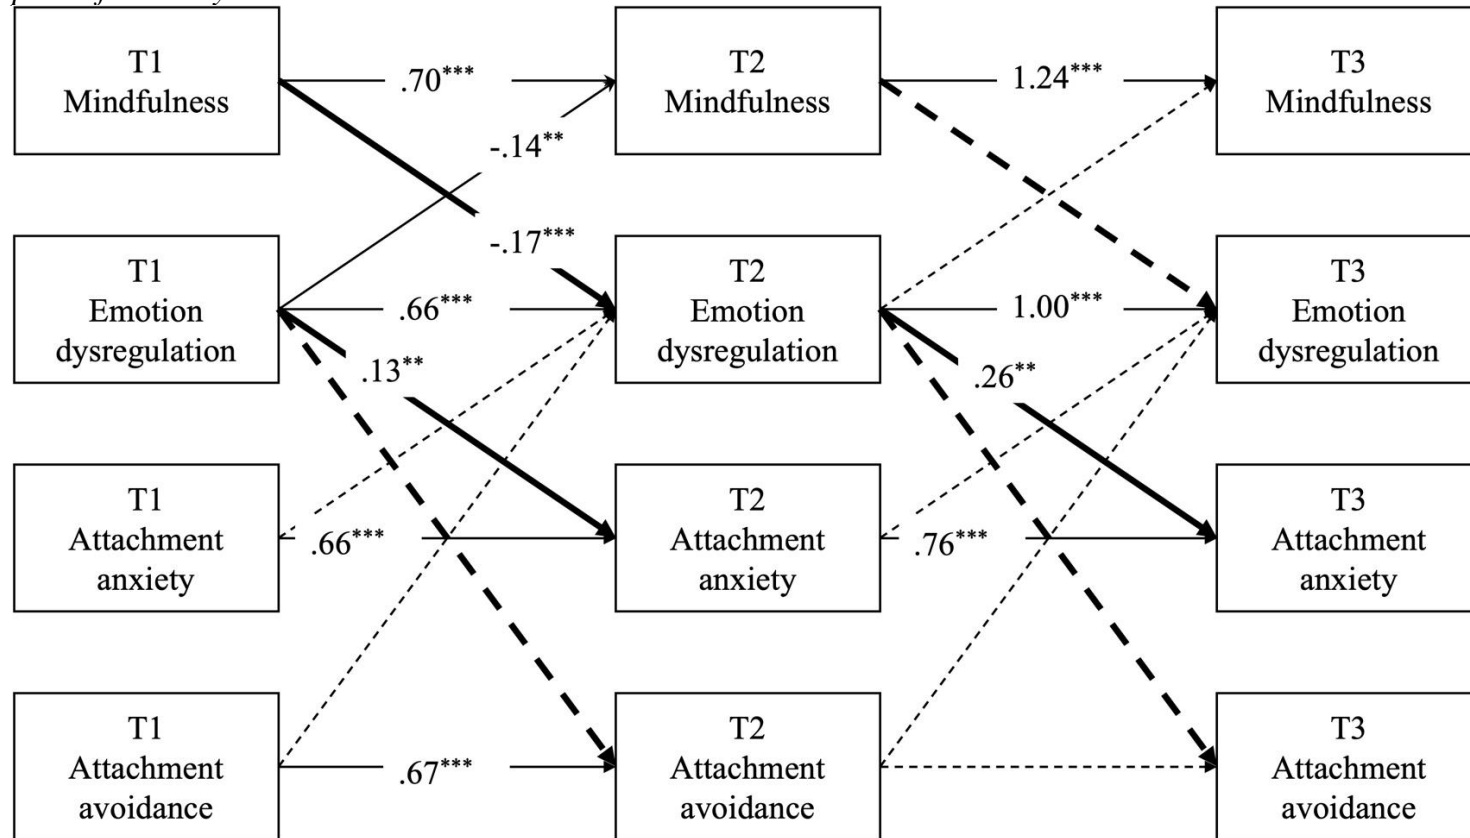 T1
Mindfulness
.70***
T2
Mindfulness
1.24***
T3
Mindfulness
-.14**
-.17***
T1
Emotion
dysregulation
.66***
T2
Emotion
dysregulation
1.00***
T3
Emotion
dysregulation
.13**
.26**
T1
Attachment
anxiety
.66***
T2
Attachment
anxiety
.76***
T3
Attachment
anxiety
T1
Attachment
avoidance
.67***
T2
Attachment
avoidance
T3
Attachment
avoidance